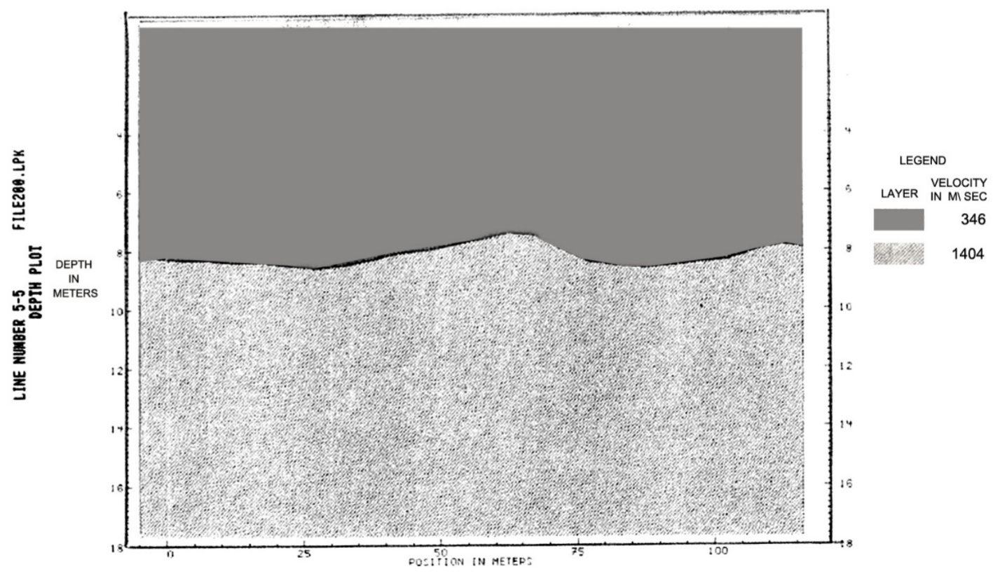 LINE NUMBER 5-5 FILE280.LPK
DEPTH PLOT
DEPTH
IN
METERS
4
6
8
10
12
14
16
18
4
6
8
10
12
14
16
18
0 25 50 75 100
POSITION IN METERS
LEGEND
LAYER VELOCITY
IN M\ SEC
346
1404